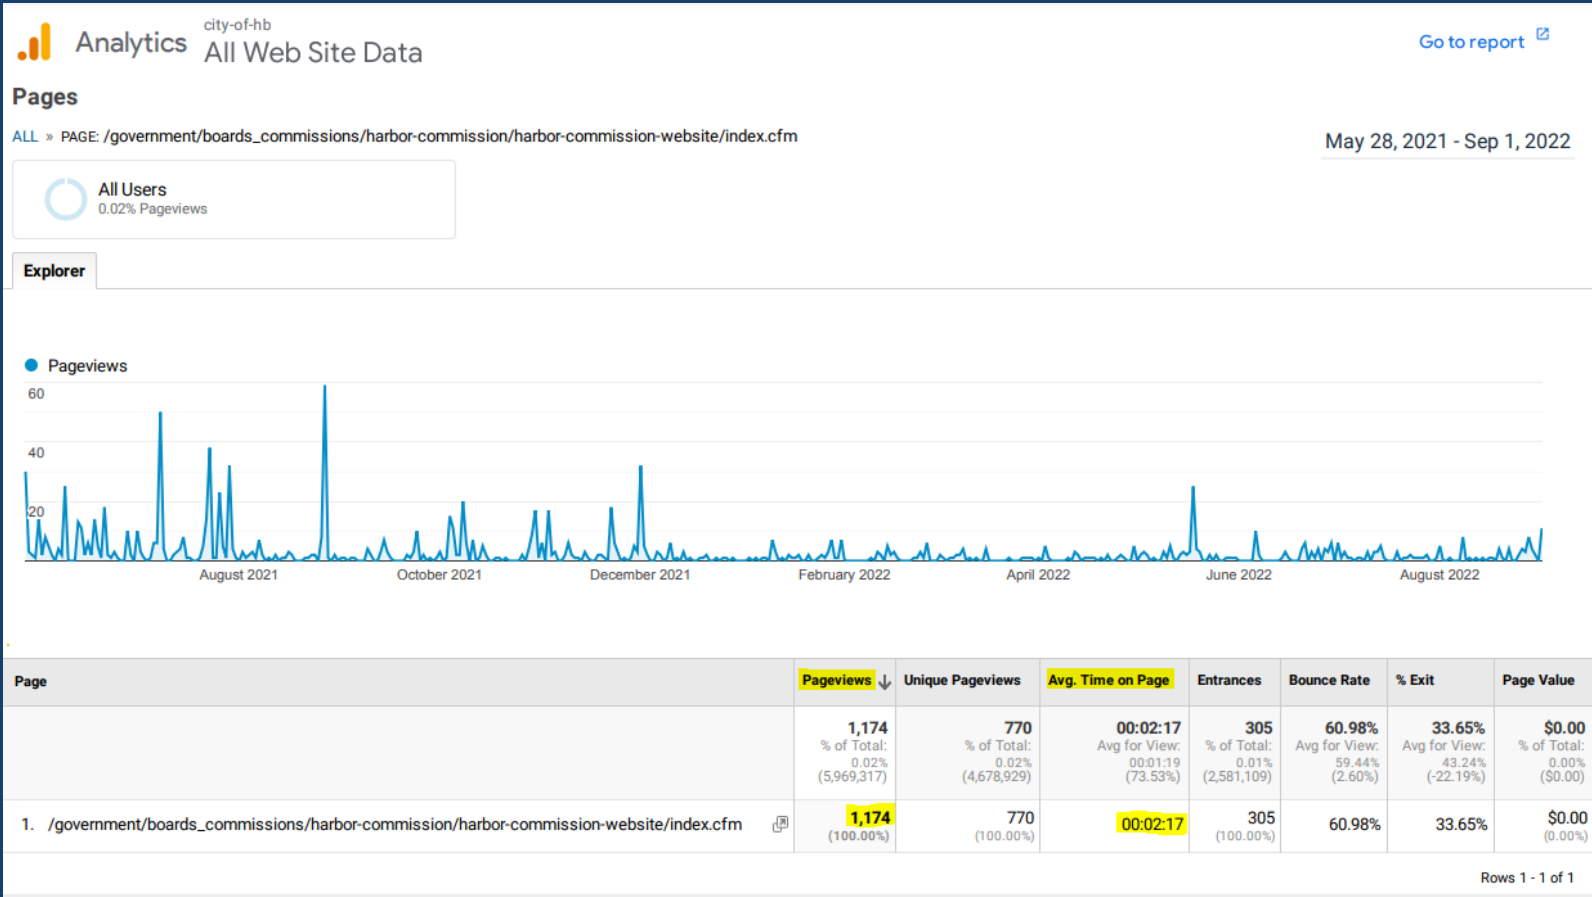 Analytics
city-of-hb
All Web Site Data
Go to report
Pages
ALL » PAGE: /government/boards_commissions/harbor-commission/harbor-commission-website/index.cfm
May 28, 2021 - Sep 1, 2022
All Users
0.02% Pageviews
Explorer
Pageviews
60
40
20
August 2021 October 2021 December 2021 February 2022 April 2022 June 2022 August 2022
Page Pageviews Unique Pageviews Avg. Time on Page Entrances Bounce Rate % Exit Page Value
1,174 770 00:02:17 305 60.98% 33.65% $0.00
% of Total: % of Total: Avg for View: % of Total: Avg for View: Avg for View: % of Total:
0.02% 0.02% 00:01:19 0.01% 59.44% 43.24% 0.00%
(5,969,317) (4,678,929) (73.53%) (2,581,109) (2.60%) (-22.19%) ($0.00)
1. /government/boards_commissions/harbor-commission/harbor-commission-website/index.cfm 1,174 770 00:02:17 305 60.98% 33.65% $0.00
(100.00%) (100.00%) (100.00%) (0.00%)
Rows 1 - 1 of 1